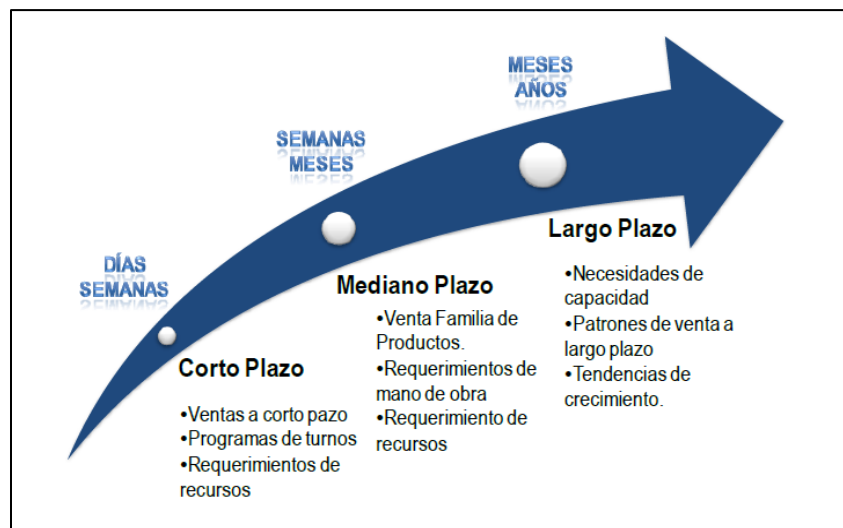 DÍAS
SEMANAS
Corto Plazo
•Ventas a corto pazo
•Programas de turnos
•Requerimientos de
recursos
SEMANAS
MESES
Mediano Plazo
•Venta Familia de
Productos.
•Requerimientos de
mano de obra
•Requerimiento de
recursos
MESES
AÑOS
Largo Plazo
•Necesidades de
capacidad
•Patrones de venta a
largo plazo
•Tendencias de
crecimiento.